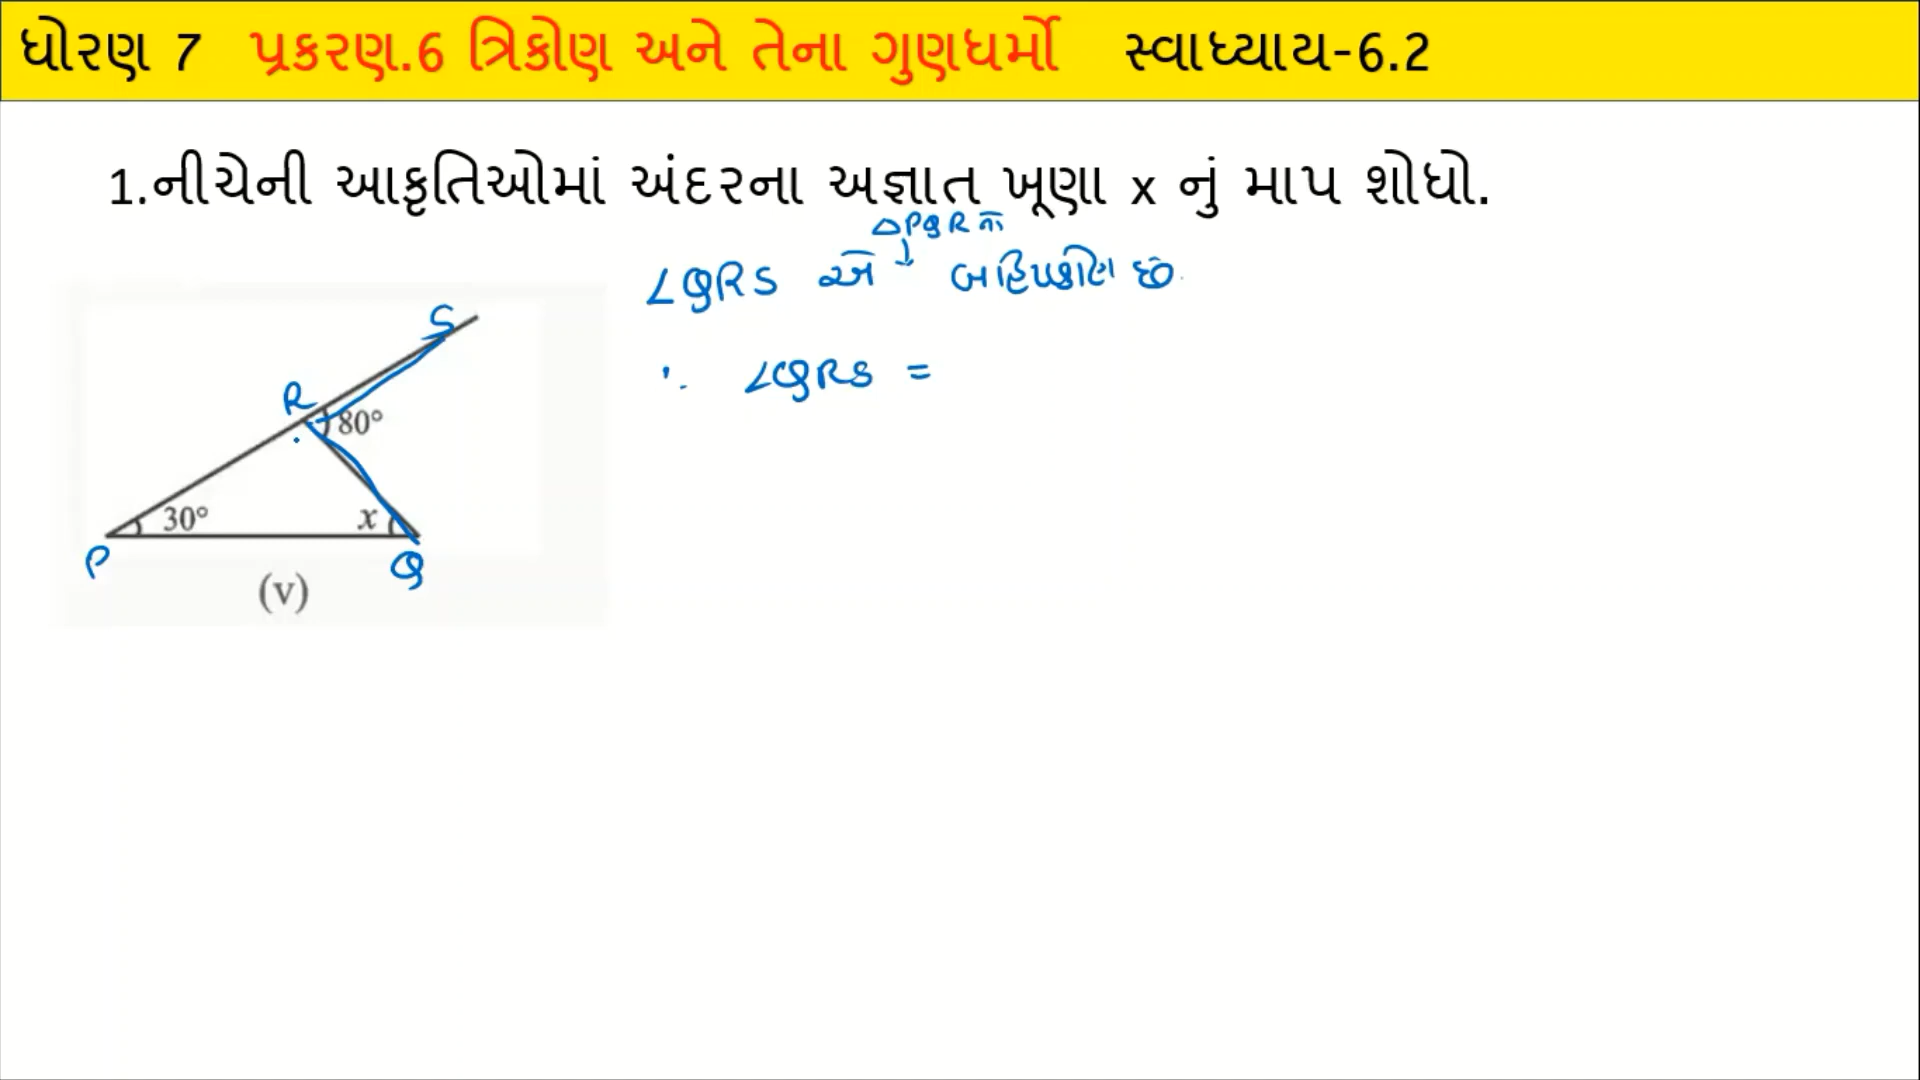 ધોરણ 7 પ્રકરણ.6 ત્રિકોણ અને તેના ગુણધર્મો સ્વાધ્યાય-6.2
1.નીચેની આકૃતિઓમાં અંદરના અજ્ઞાત ખૂણા x નું માપ શોધો.
△PQR નો
∠QRS એ બહિષ્કોણ છે.
∴ ∠QRS =
S
R
80°
30°
x
P
Q
(v)